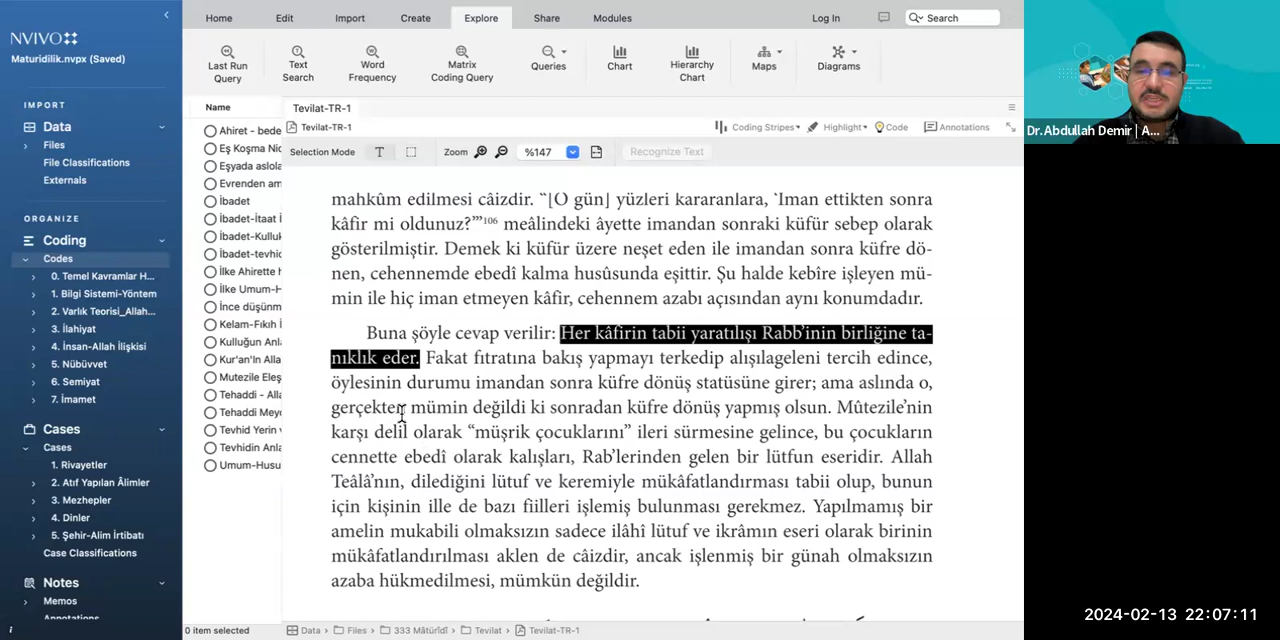 NVIVO
Maturidilik.nvpx (Saved)
IMPORT
Data
Files
File Classifications
Externals
ORGANIZE
Coding
Codes
0. Temel Kavramlar H...
1. Bilgi Sistemi-Yöntem
2. Varlık Teorisi_Allah...
3. İlahiyat
4. İnsan-Allah İlişkisi
5. Nübüvvet
6. Semiyat
7. İmamet
Cases
Cases
1. Rivayetler
2. Atıf Yapılan Âlimler
3. Mezhepler
4. Dinler
5. Şehir-Alim İrtibatı
Case Classifications
Notes
Memos
Annotations
Home Edit Import Create Explore Share Modules Log In Search
Last Run Query
Text Search
Word Frequency
Matrix Coding Query
Queries
Chart
Hierarchy Chart
Maps
Diagrams
Name
Ahiret - bede
Eş Koşma Nic
Eşyada aslola
Evrenden am
İbadet
İbadet-İtaat İ
İbadet-Kulluk
İbadet-tevhic
İlke Ahirette h
İlke Umum-H
İnce düşünm
Kelam-Fıkıh İ
Kulluğun Anla
Kur'an'ın Alla
Mutezile Eleş
Tehaddi - Alla
Tehaddi Meyc
Tevhid Yerin v
Tevhidin Anla
Umum-Husu
Tevilat-TR-1
Tevilat-TR-1 Coding Stripes Highlight Code Annotations
Selection Mode T Zoom %147 Recognize Text
mahkûm edilmesi câizdir. “[O gün] yüzleri kararanlara, ‘İman ettikten sonra
kâfir mi oldunuz?’”106 meâlindeki âyette imandan sonraki küfür sebep olarak
gösterilmiştir. Demek ki küfür üzere neşet eden ile imandan sonra küfre dö-
nen, cehennemde ebedî kalma husûsunda eşittir. Şu halde kebîre işleyen mü-
min ile hiç iman etmeyen kâfir, cehennem azabı açısından aynı konumdadır.
Buna şöyle cevap verilir: Her kâfirin tabii yaratılışı Rabb’inin birliğine ta-
nıklık eder. Fakat fıtratına bakış yapmayı terkedip alışılageleni tercih edince,
öylesinin durumu imandan sonra küfre dönüş statüsüne girer; ama aslında o,
gerçekten mümin değildi ki sonradan küfre dönüş yapmış olsun. Mûtezile’nin
karşı delil olarak “müşrik çocuklarını” ileri sürmesine gelince, bu çocukların
cennette ebedî olarak kalışları, Rab’lerinden gelen bir lütfun eseridir. Allah
Teâlâ’nın, dilediğini lütuf ve keremiyle mükâfatlandırması tabii olup, bunun
için kişinin ille de bazı fiilleri işlemiş bulunması gerekmez. Yapılmamış bir
amelin mukabili olmaksızın sadece ilâhî lütuf ve ikrâmın eseri olarak birinin
mükâfatlandırılması aklen de câizdir, ancak işlenmiş bir günah olmaksızın
azaba hükmedilmesi, mümkün değildir.
0 item selected Data Files 333 Mâtürîdî Tevilat Tevilat-TR-1
Dr.Abdullah Demir | A...
2024-02-13 22:07:11